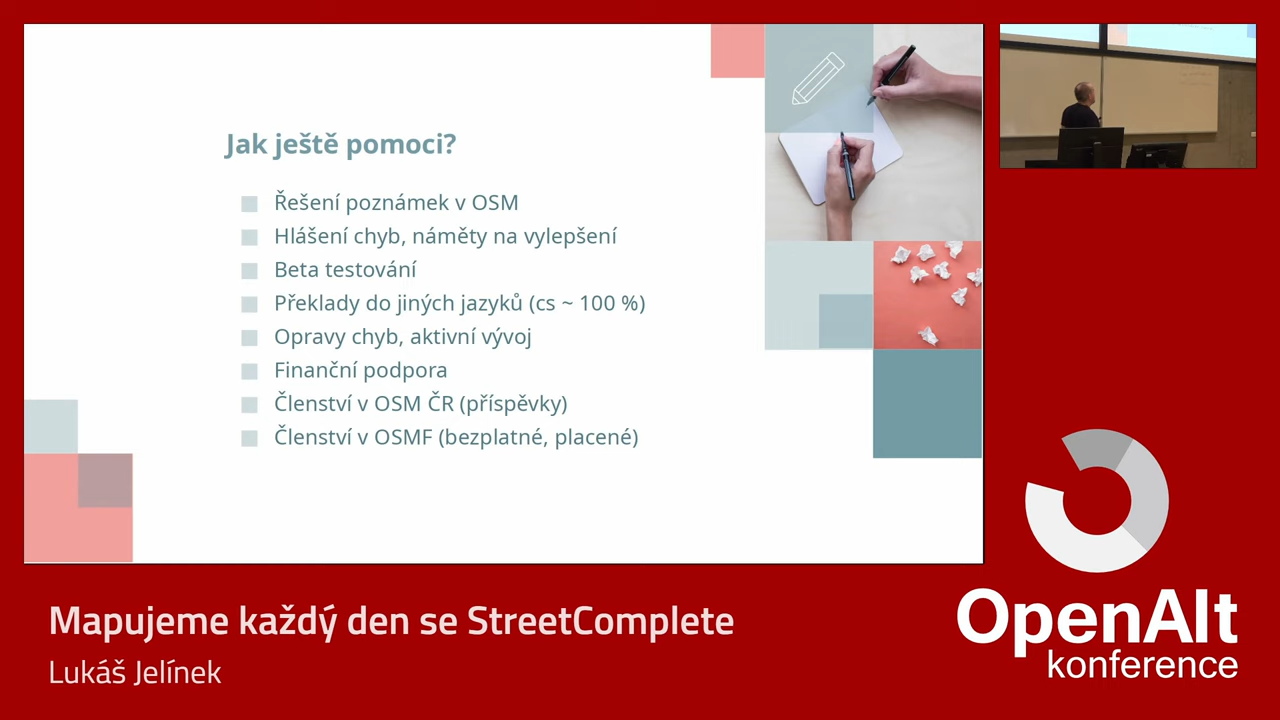 Jak ještě pomoci?
Řešení poznámek v OSM
Hlášení chyb, náměty na vylepšení
Beta testování
Překlady do jiných jazyků (cs ~ 100 %)
Opravy chyb, aktivní vývoj
Finanční podpora
Členství v OSM ČR (příspěvky)
Členství v OSMF (bezplatné, placené)
Mapujeme každý den se StreetComplete
Lukáš Jelínek
OpenAlt
konference